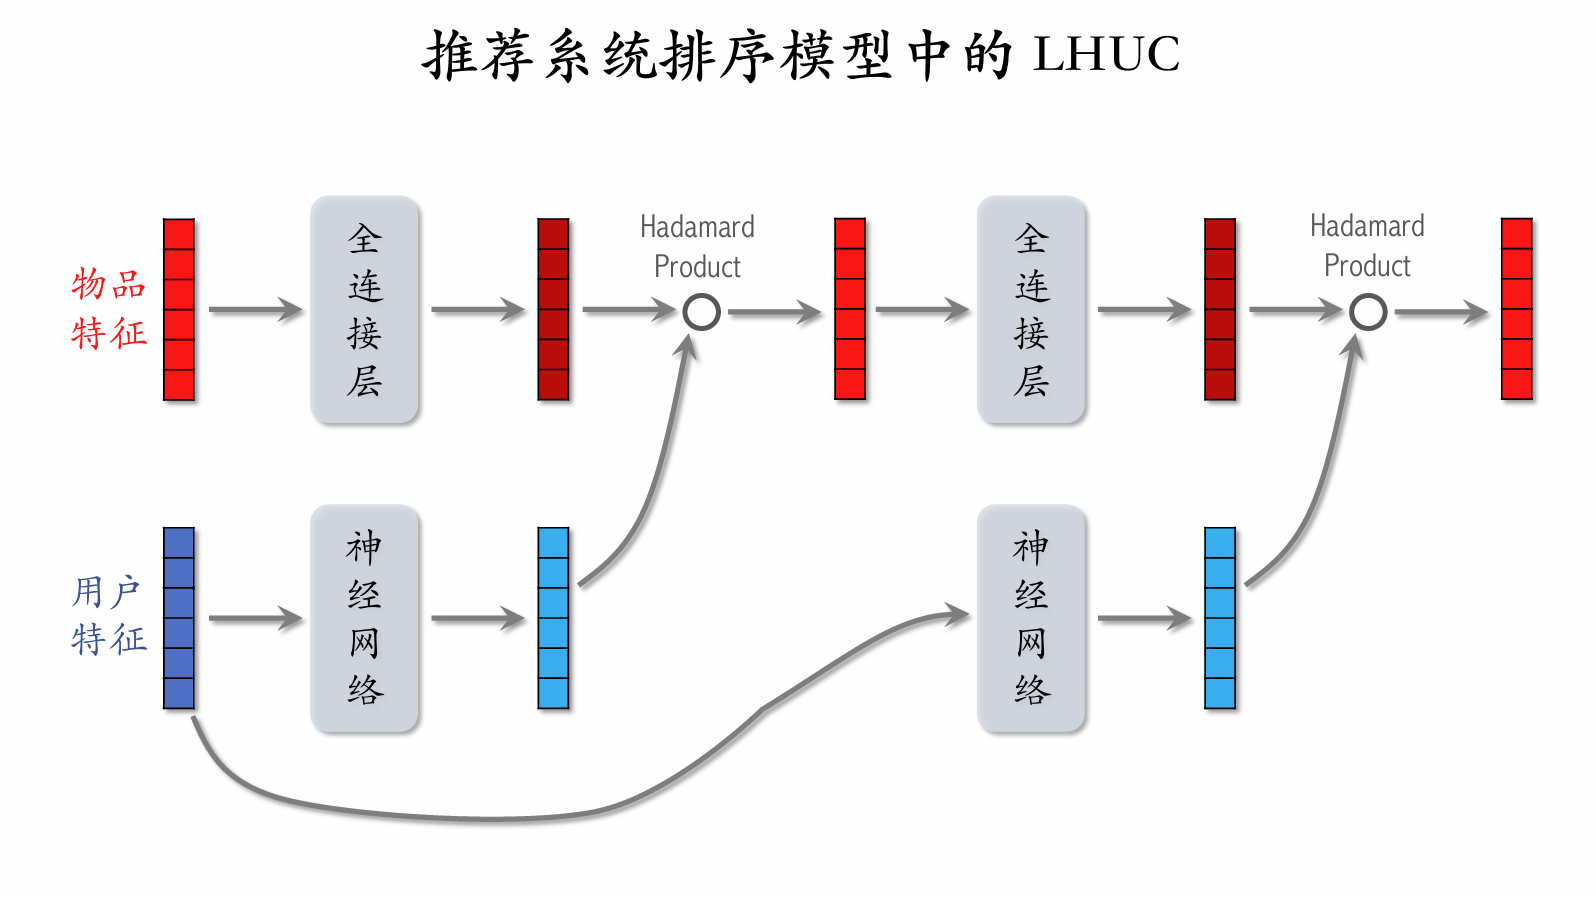 推荐系统排序模型中的 LHUC
物品
特征
全
连
接
层
Hadamard
Product
全
连
接
层
Hadamard
Product
用户
特征
神
经
网
络
神
经
网
络